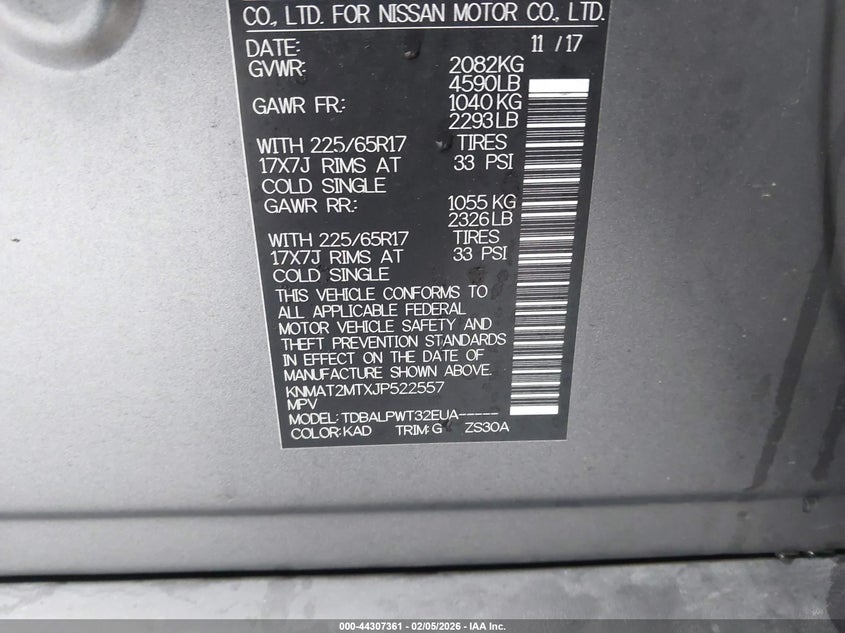 CO., LTD. FOR NISSAN MOTOR CO., LTD.
DATE: 11 / 17
GVWR: 2082KG
4590LB
GAWR FR: 1040KG
2293LB
WITH 225/65R17 TIRES
17X7J RIMS AT 33 PSI
COLD SINGLE
GAWR RR: 1055KG
2326LB
WITH 225/65R17 TIRES
17X7J RIMS AT 33 PSI
COLD SINGLE
THIS VEHICLE CONFORMS TO
ALL APPLICABLE FEDERAL
MOTOR VEHICLE SAFETY AND
THEFT PREVENTION STANDARDS
IN EFFECT ON THE DATE OF
MANUFACTURE SHOWN ABOVE.
KNMAT2MTXJP522557
MPV
MODEL: TDBALPWT32EUA-----
COLOR: KAD TRIM: G ZS30A
000-44307361 - 02/05/2026 - IAA Inc.